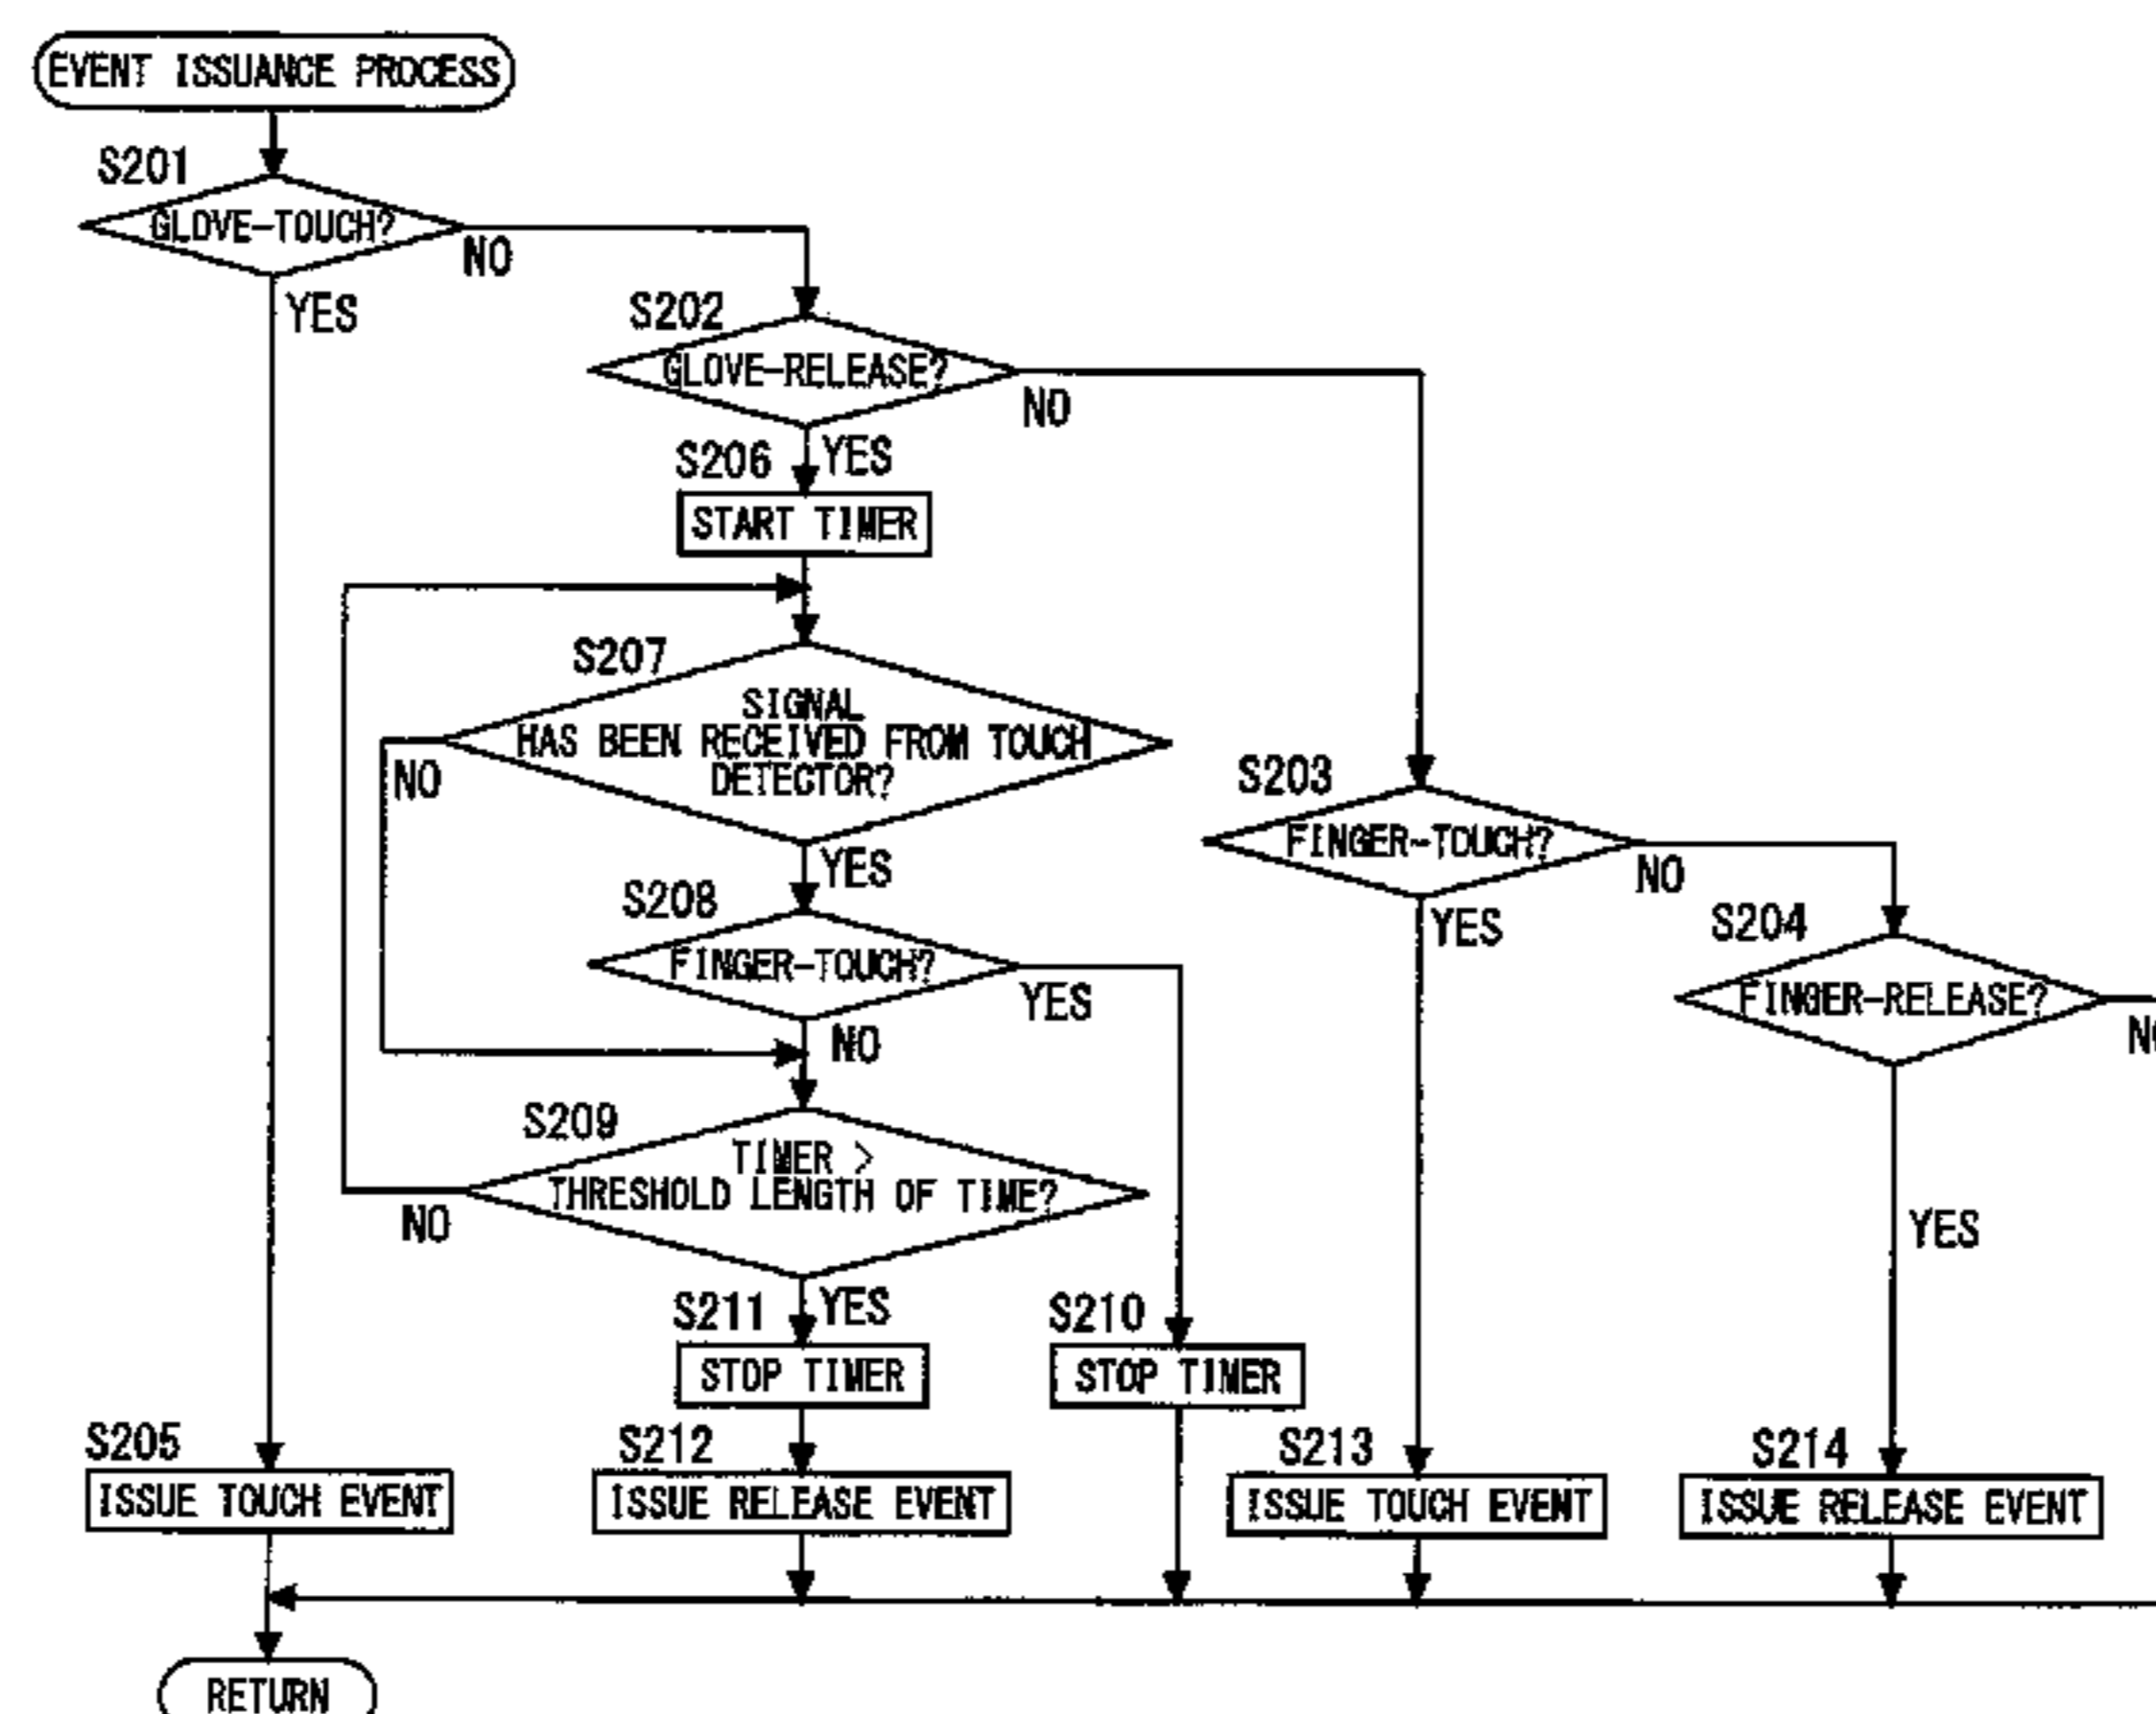 EVENT ISSUANCE PROCESS
S201
GLOVE-TOUCH?
NO
YES
S202
GLOVE-RELEASE?
NO
YES
S206
START TIMER
S207
SIGNAL
HAS BEEN RECEIVED FROM TOUCH
DETECTOR?
NO
YES
S203
FINGER-TOUCH?
NO
YES
S208
FINGER-TOUCH?
YES
NO
S204
FINGER-RELEASE?
NO
YES
S209
TIMER >
THRESHOLD LENGTH OF TIME?
NO
YES
S211
STOP TIMER
S210
STOP TIMER
S205
ISSUE TOUCH EVENT
S212
ISSUE RELEASE EVENT
S213
ISSUE TOUCH EVENT
S214
ISSUE RELEASE EVENT
RETURN